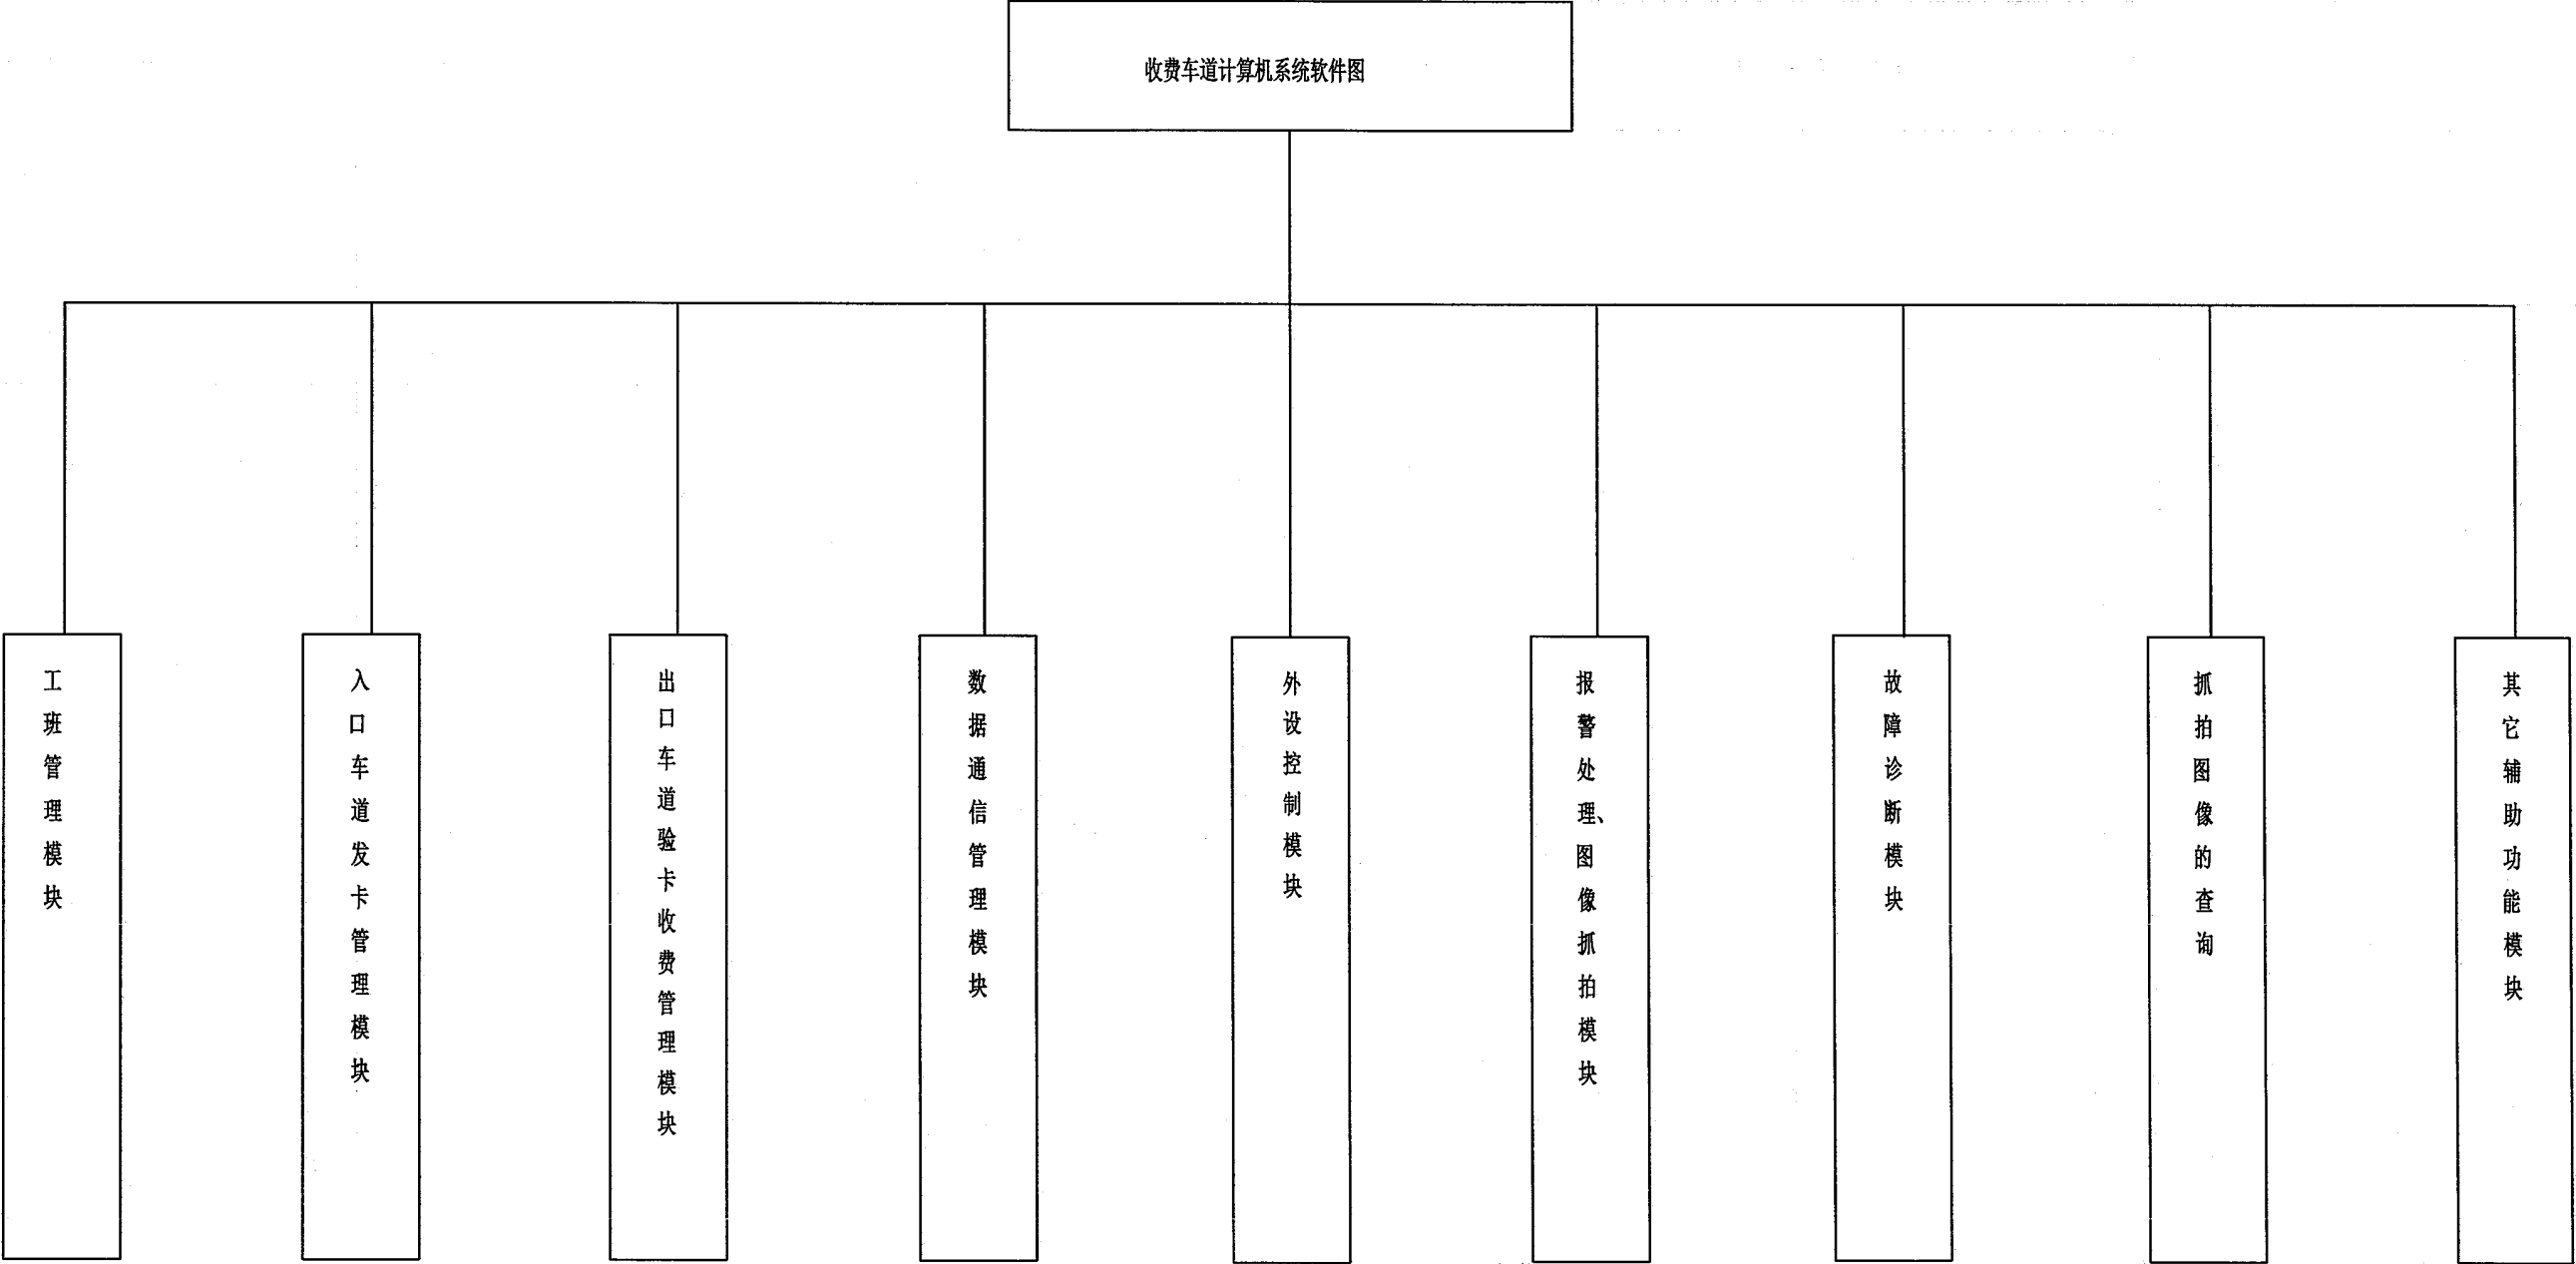 收费车道计算机系统软件图
工班管理模块
入口车道发卡管理模块
出口车道验卡收费管理模块
数据通信管理模块
外设控制模块
报警处理、图像抓拍模块
故障诊断模块
抓拍图像的查询
其它辅助功能模块